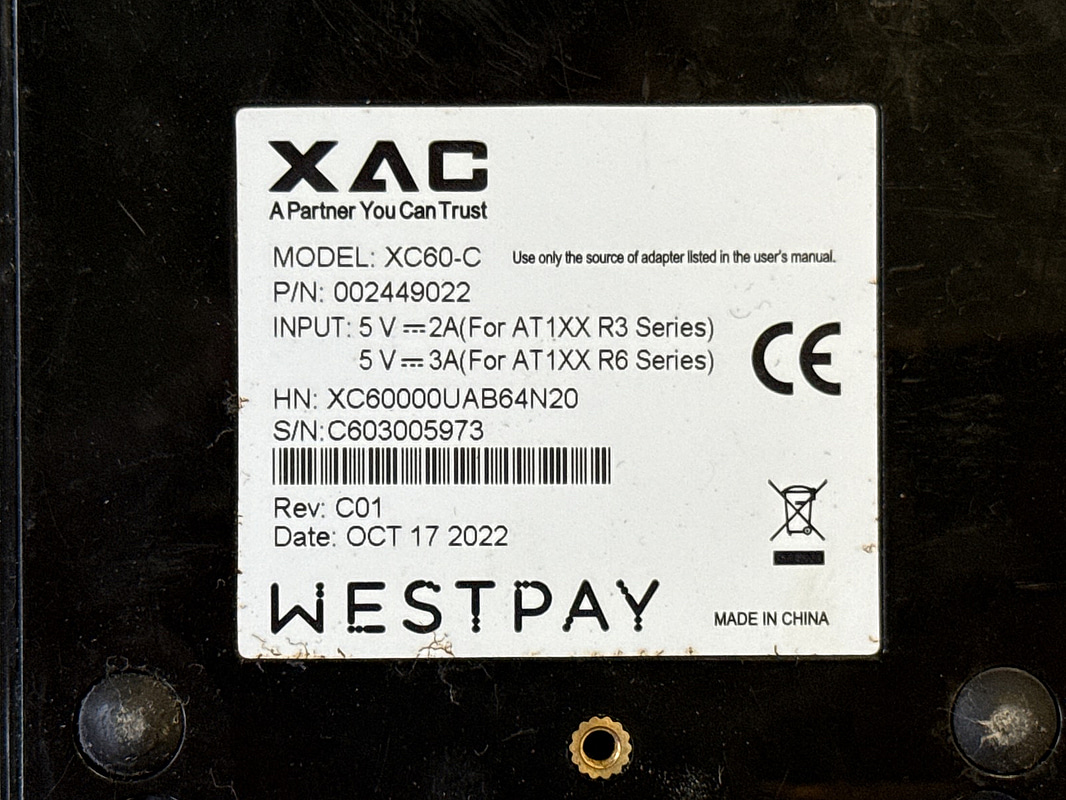 XAC
A Partner You Can Trust
MODEL: XC60-C Use only the source of adapter listed in the user's manual.
P/N: 002449022
INPUT: 5 V ⎓ 2A(For AT1XX R3 Series)
5 V ⎓ 3A(For AT1XX R6 Series)
CE
HN: XC60000UAB64N20
S/N:C603005973
Rev: C01
Date: OCT 17 2022
WESTPAY
MADE IN CHINA